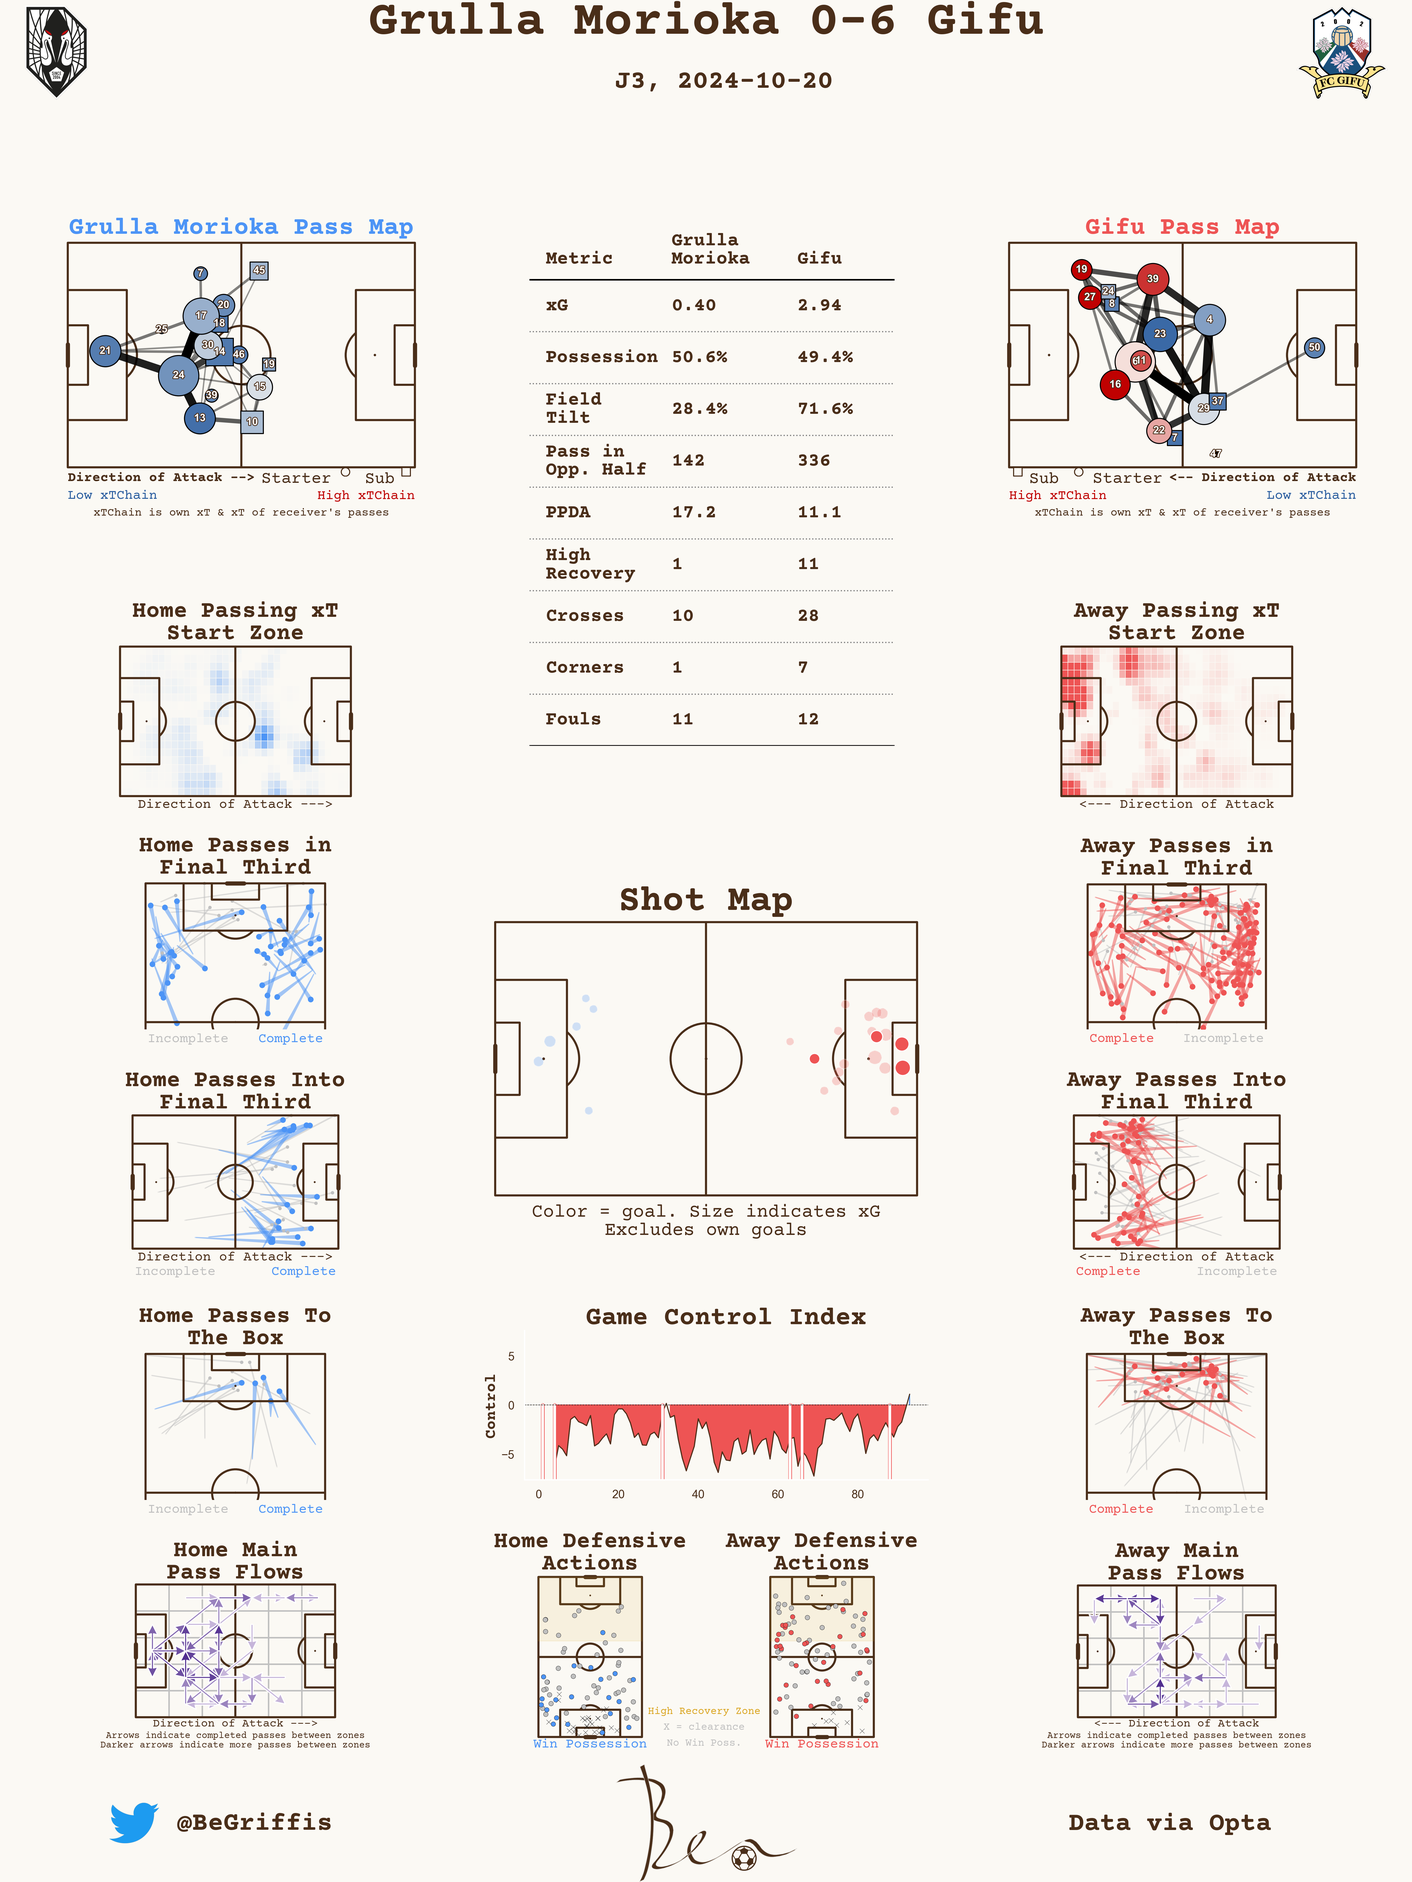 Grulla Morioka 0-6 Gifu
J3, 2024-10-20
SINCE
2003
2 0 0 2
FC GIFU
Grulla Morioka Pass Map
7
45
20
17
18
25
30
14
46
21
19
24
15
39
13
10
Direction of Attack --> Starter Sub
Low xTChain High xTChain
xTChain is own xT & xT of receiver's passes
Metric Grulla Morioka Gifu
xG 0.40 2.94
Possession 50.6% 49.4%
Field Tilt 28.4% 71.6%
Pass in Opp. Half 142 336
PPDA 17.2 11.1
High Recovery 1 11
Crosses 10 28
Corners 1 7
Fouls 11 12
Gifu Pass Map
19
39
24
27
8
4
23
50
6
11
16
37
29
22
7
47
Sub Starter <-- Direction of Attack
High xTChain Low xTChain
xTChain is own xT & xT of receiver's passes
Home Passing xT
Start Zone
Direction of Attack --->
Away Passing xT
Start Zone
<--- Direction of Attack
Home Passes in
Final Third
Incomplete Complete
Away Passes in
Final Third
Complete Incomplete
Shot Map
Color = goal. Size indicates xG
Excludes own goals
Home Passes Into
Final Third
Direction of Attack --->
Incomplete Complete
Away Passes Into
Final Third
<--- Direction of Attack
Complete Incomplete
Home Passes To
The Box
Incomplete Complete
Game Control Index
Control
5
0
−5
0 20 40 60 80
Away Passes To
The Box
Complete Incomplete
Home Main
Pass Flows
Direction of Attack --->
Arrows indicate completed passes between zones
Darker arrows indicate more passes between zones
Home Defensive
Actions
Win Possession
Away Defensive
Actions
Win Possession
High Recovery Zone
X = clearance
No Win Poss.
Away Main
Pass Flows
<--- Direction of Attack
Arrows indicate completed passes between zones
Darker arrows indicate more passes between zones
@BeGriffis
Ben
Data via Opta